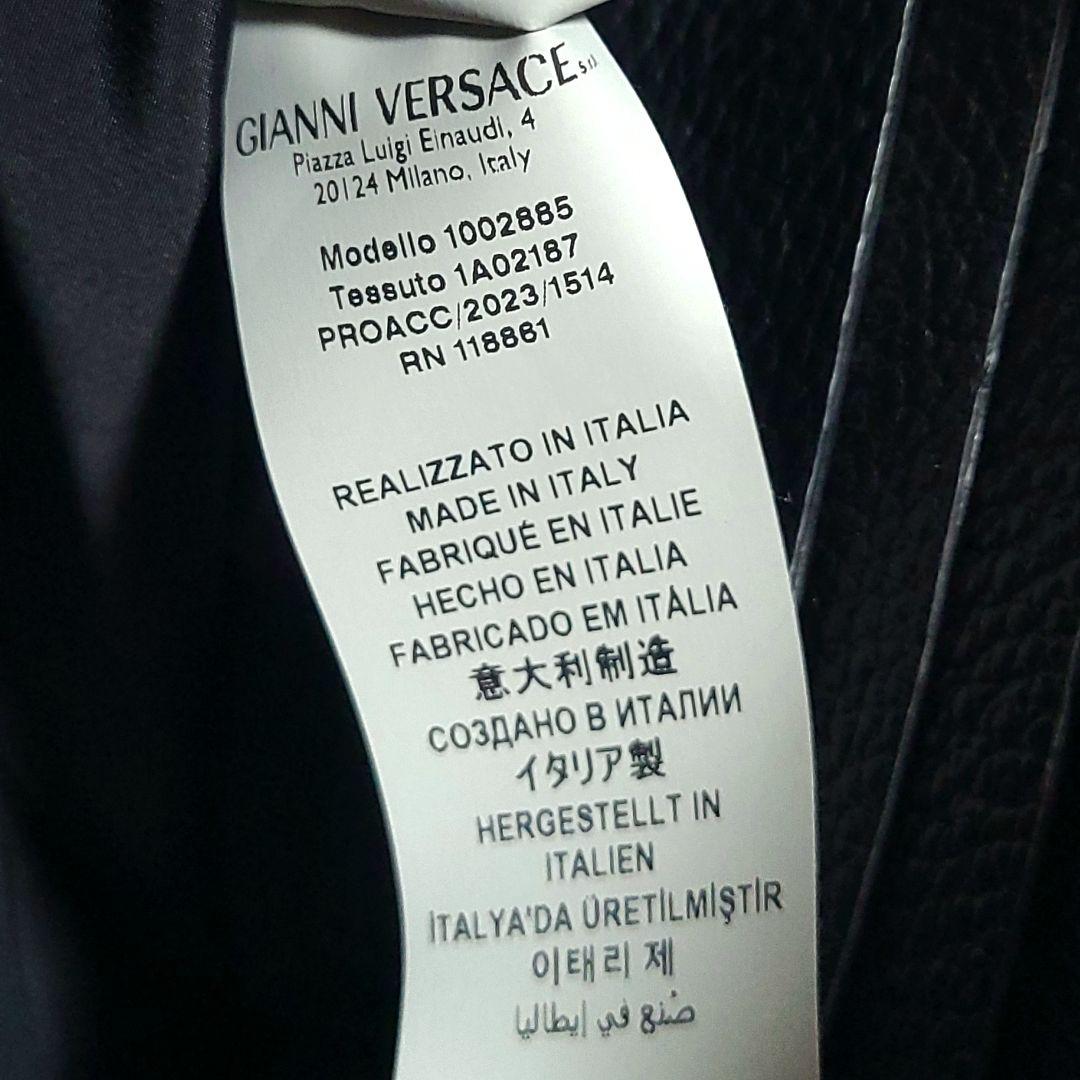 GIANNI VERSACE S.r.l
Piazza Luigi Einaudi, 4
20124 Milano, Italy
Modello 1002885
Tessuto 1A02187
PROACC/2023/1514
RN 118861
REALIZZATO IN ITALIA
MADE IN ITALY
FABRIQUÉ EN ITALIE
HECHO EN ITALIA
FABRICADO EM ITÁLIA
意大利制造
СОЗДАНО В ИТАЛИИ
イタリア製
HERGESTELLT IN
ITALIEN
İTALYA'DA ÜRETİLMİŞTİR
이태리 제
صُنع في إيطاليا